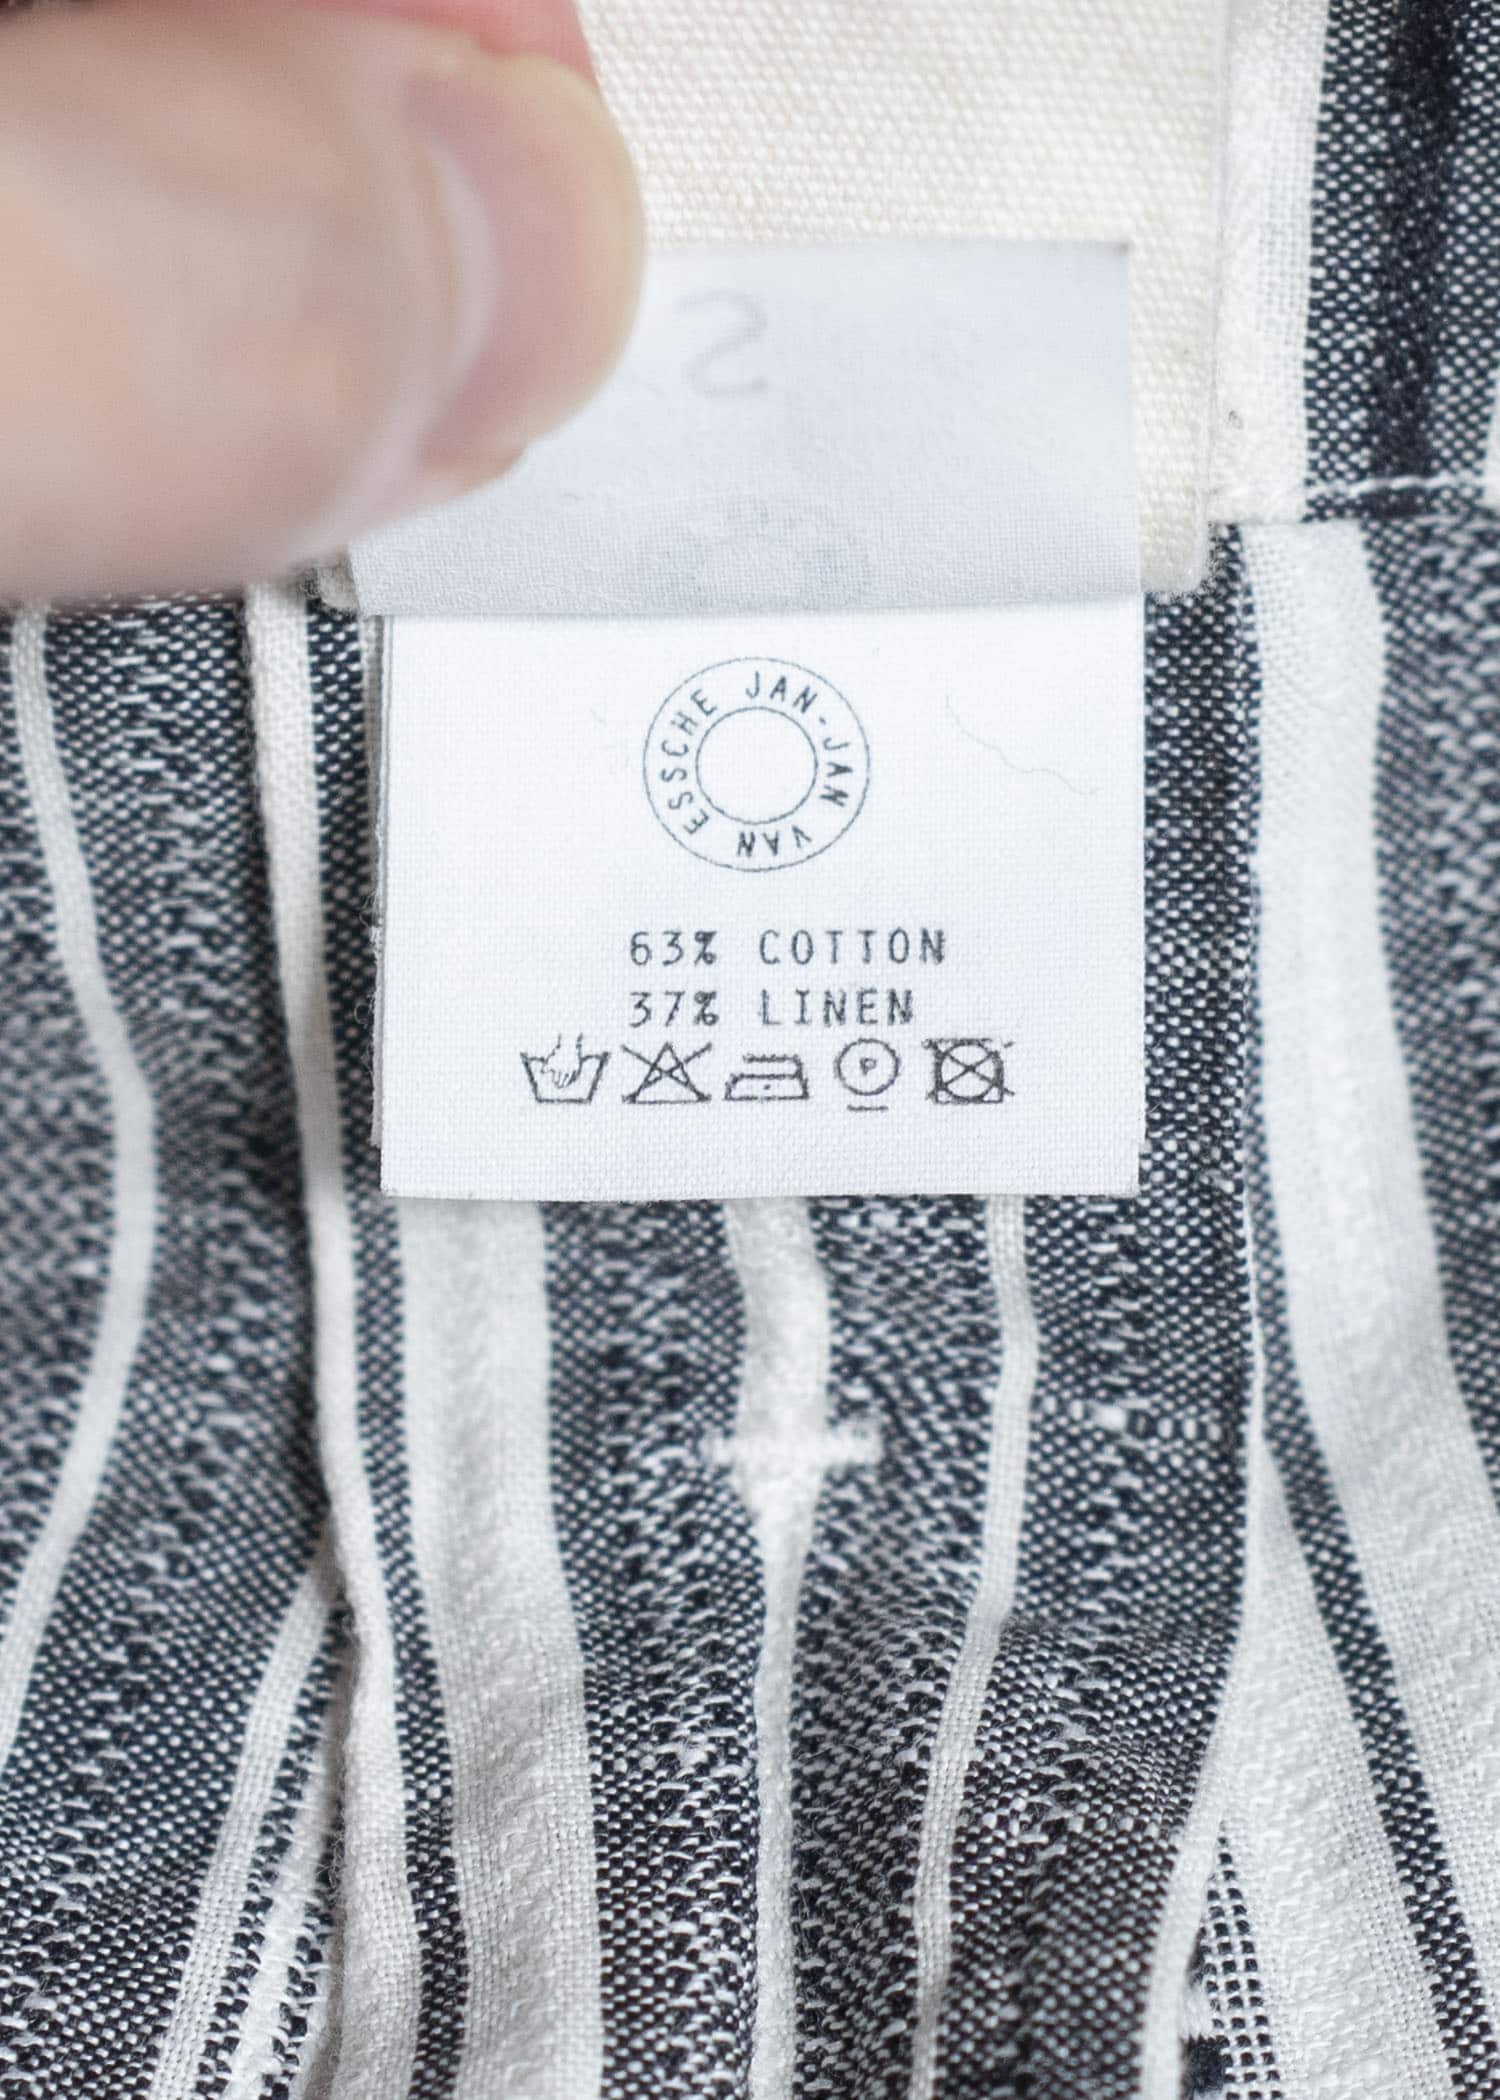 S
JAN-JAN VAN ESSCHE
63% COTTON
37% LINEN
P